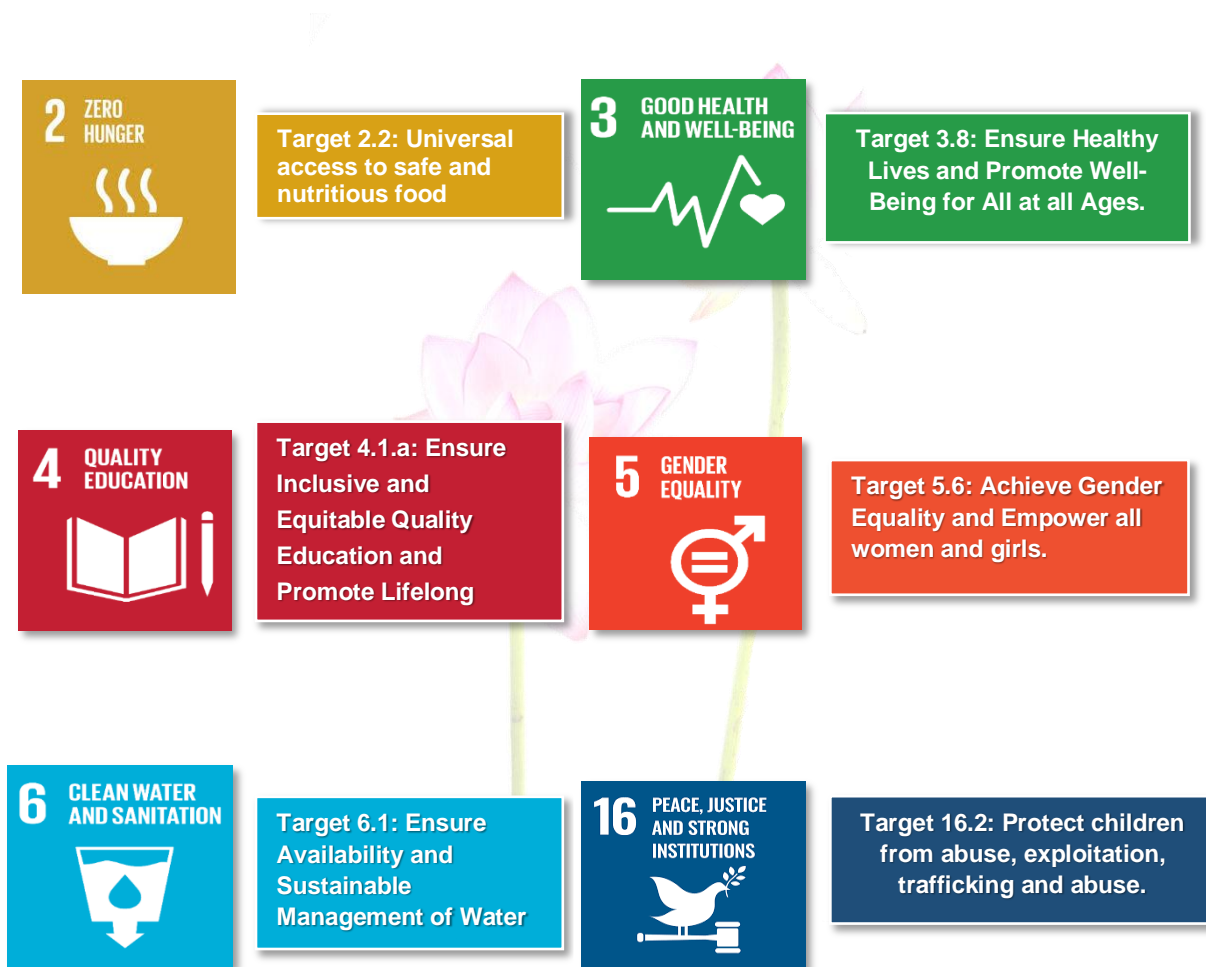 2 ZERO
HUNGER
Target 2.2: Universal
access to safe and
nutritious food
3 GOOD HEALTH
AND WELL-BEING
Target 3.8: Ensure Healthy
Lives and Promote Well-
Being for All at all Ages.
4 QUALITY
EDUCATION
Target 4.1.a: Ensure
Inclusive and
Equitable Quality
Education and
Promote Lifelong
5 GENDER
EQUALITY
Target 5.6: Achieve Gender
Equality and Empower all
women and girls.
6 CLEAN WATER
AND SANITATION
Target 6.1: Ensure
Availability and
Sustainable
Management of Water
16 PEACE, JUSTICE
AND STRONG
INSTITUTIONS
Target 16.2: Protect children
from abuse, exploitation,
trafficking and abuse.